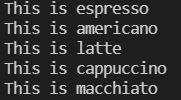 This is espresso
This is americano
This is latte
This is cappuccino
This is macchiato